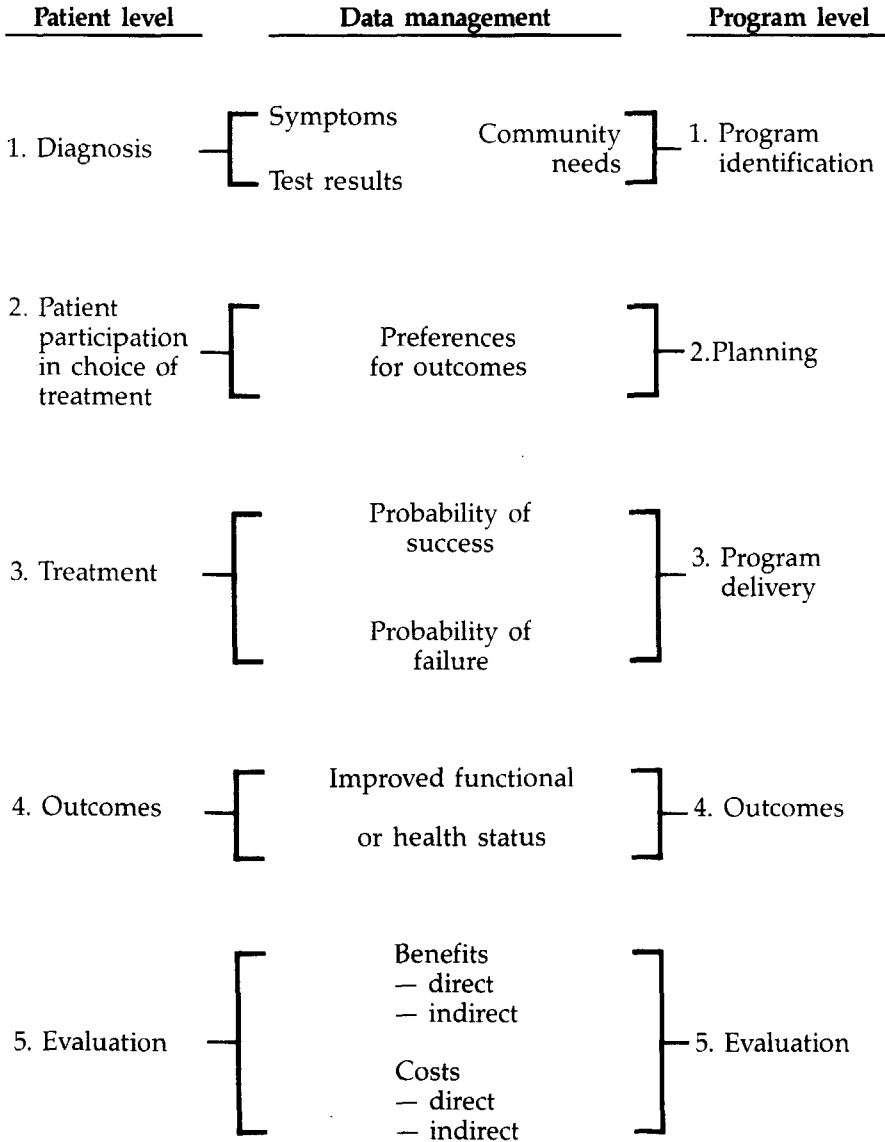 Patient level Data management Program level
1. Diagnosis
Symptoms
Test results
Community
needs
1. Program
identification
2. Patient
participation
in choice of
treatment
Preferences
for outcomes
2.Planning
3. Treatment
Probability of
success
Probability of
failure
3. Program
delivery
4. Outcomes
Improved functional
or health status
4. Outcomes
5. Evaluation
Benefits
— direct
— indirect
Costs
— direct
— indirect
5. Evaluation